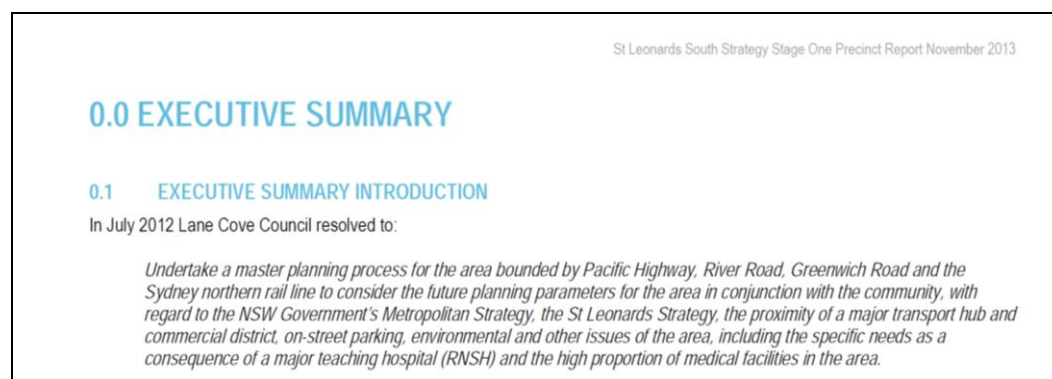 St Leonards South Strategy Stage One Precinct Report November 2013
0.0 EXECUTIVE SUMMARY
0.1 EXECUTIVE SUMMARY INTRODUCTION
In July 2012 Lane Cove Council resolved to:
Undertake a master planning process for the area bounded by Pacific Highway, River Road, Greenwich Road and the
Sydney northern rail line to consider the future planning parameters for the area in conjunction with the community, with
regard to the NSW Government's Metropolitan Strategy, the St Leonards Strategy, the proximity of a major transport hub and
commercial district, on-street parking, environmental and other issues of the area, including the specific needs as a
consequence of a major teaching hospital (RNSH) and the high proportion of medical facilities in the area.